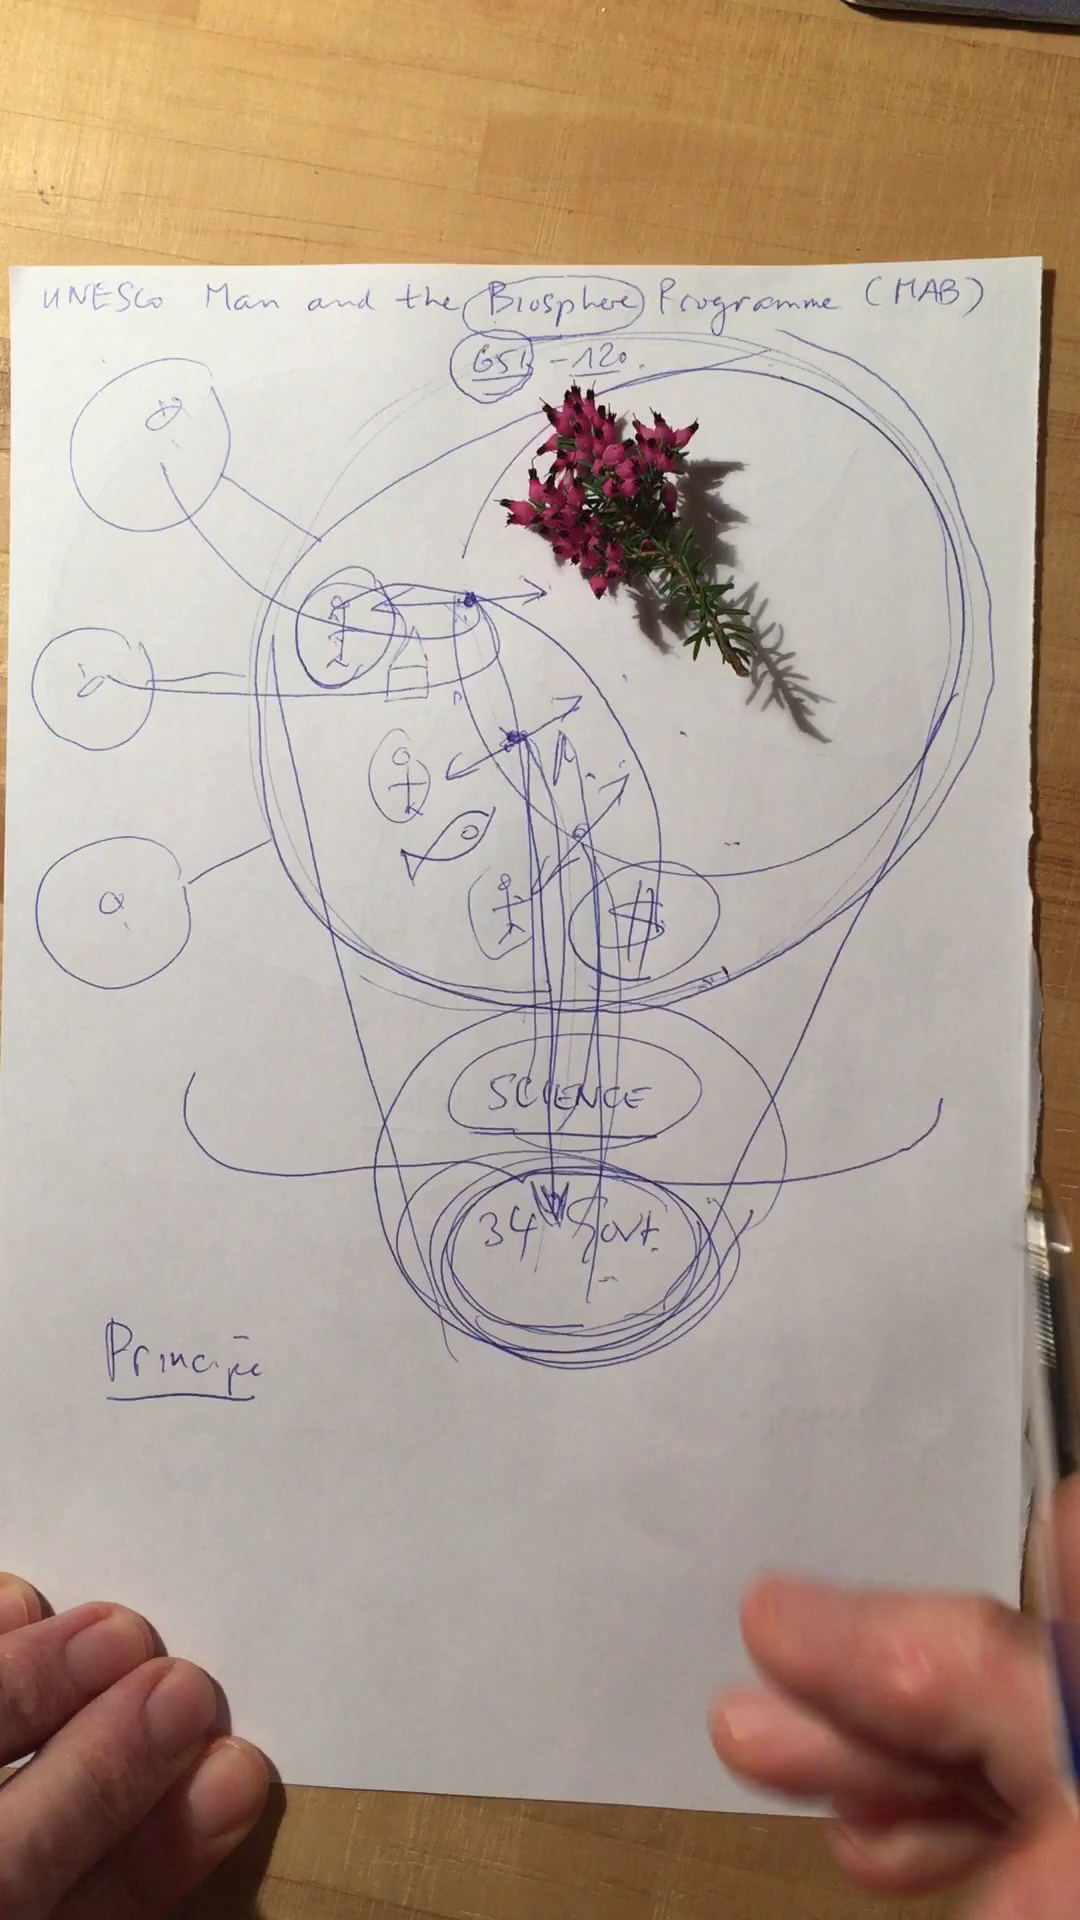 UNESCO Man and the Biosphere Programme (MAB)
651 - 120.
SCIENCE
34 Govt.
Principe